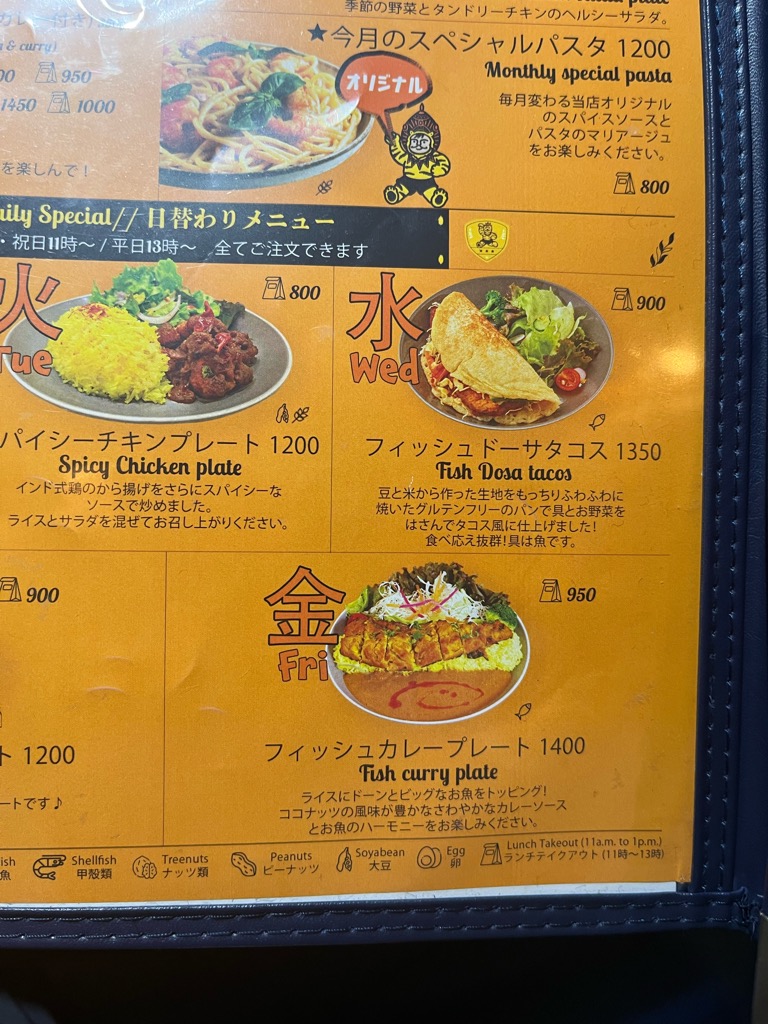 季節の野菜とタンドリーチキンのヘルシーサラダ。
カレー付き)
& curry)
950
1450 1000
を楽しんで！
★今月のスペシャルパスタ 1200
Monthly special pasta
オリジナル
毎月変わる当店オリジナル
のスパイスソースと
パスタのマリアージュ
をお楽しみください。
800
Special // 日替わりメニュー
・祝日11時〜 / 平日13時〜 全てご注文できます
火
Tue
800
パイシーチキンプレート 1200
Spicy Chicken plate
インド式鶏のから揚げをさらにスパイシーな
ソースで炒めました。
ライスとサラダを混ぜてお召し上がりください。
水
Wed
900
フィッシュドーサタコス 1350
Fish Dosa tacos
豆と米から作った生地をもっちりふわふわに
焼いたグルテンフリーのパンで具とお野菜を
はさんでタコス風に仕上げました！
食べ応え抜群！具は魚です。
900
ト 1200
ートです♪
金
Fri
950
フィッシュカレープレート 1400
Fish curry plate
ライスにドーンとビッグなお魚をトッピング！
ココナッツの風味が豊かなさわやかなカレーソース
とお魚のハーモニーをお楽しみください。
ish
魚
Shellfish
甲殻類
Treenuts
ナッツ類
Peanuts
ピーナッツ
Soyabean
大豆
Egg
卵
Lunch Takeout (11a.m. to 1p.m.)
ランチテイクアウト (11時〜13時)